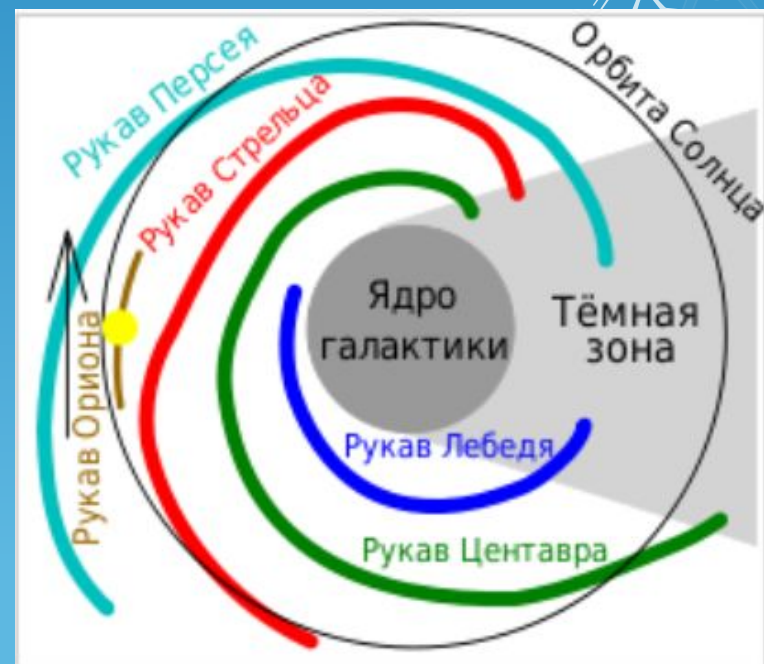 Рукав Персея
Рукав Стрельца
Орбита Солнца
Рукав Ориона
Ядро
галактики
Тёмная
зона
Рукав Лебедя
Рукав Центавра